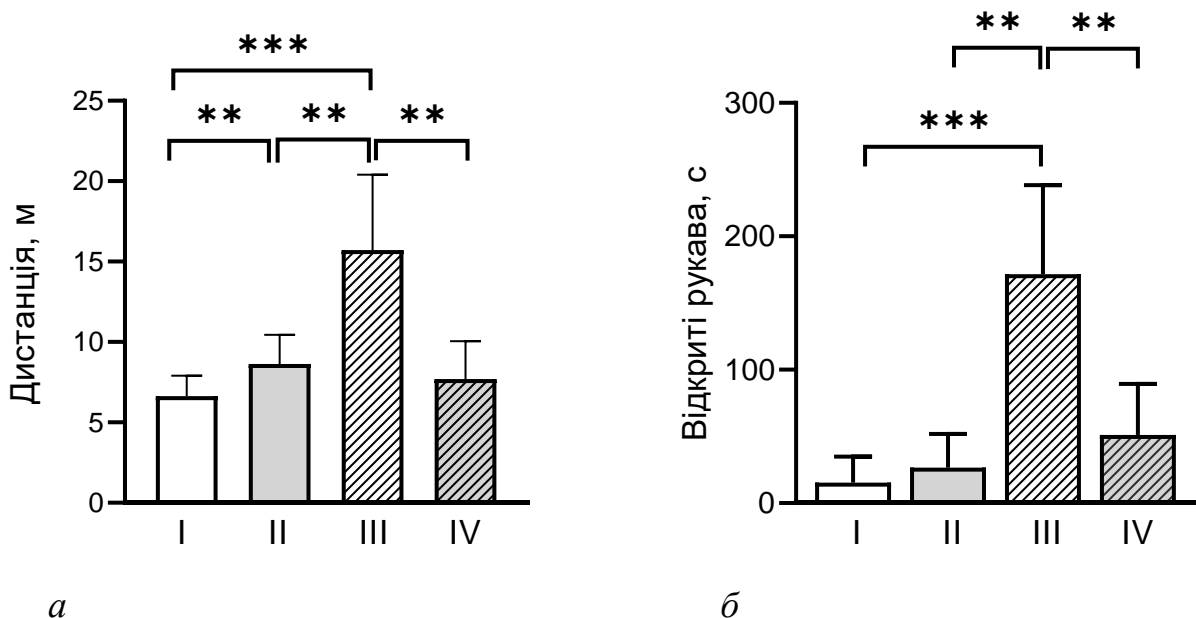 ***
** ** **
25
20
15
10
5
0
Дистанція, м
I II III IV
а
** **
***
300
200
100
0
Відкриті рукава, с
I II III IV
б